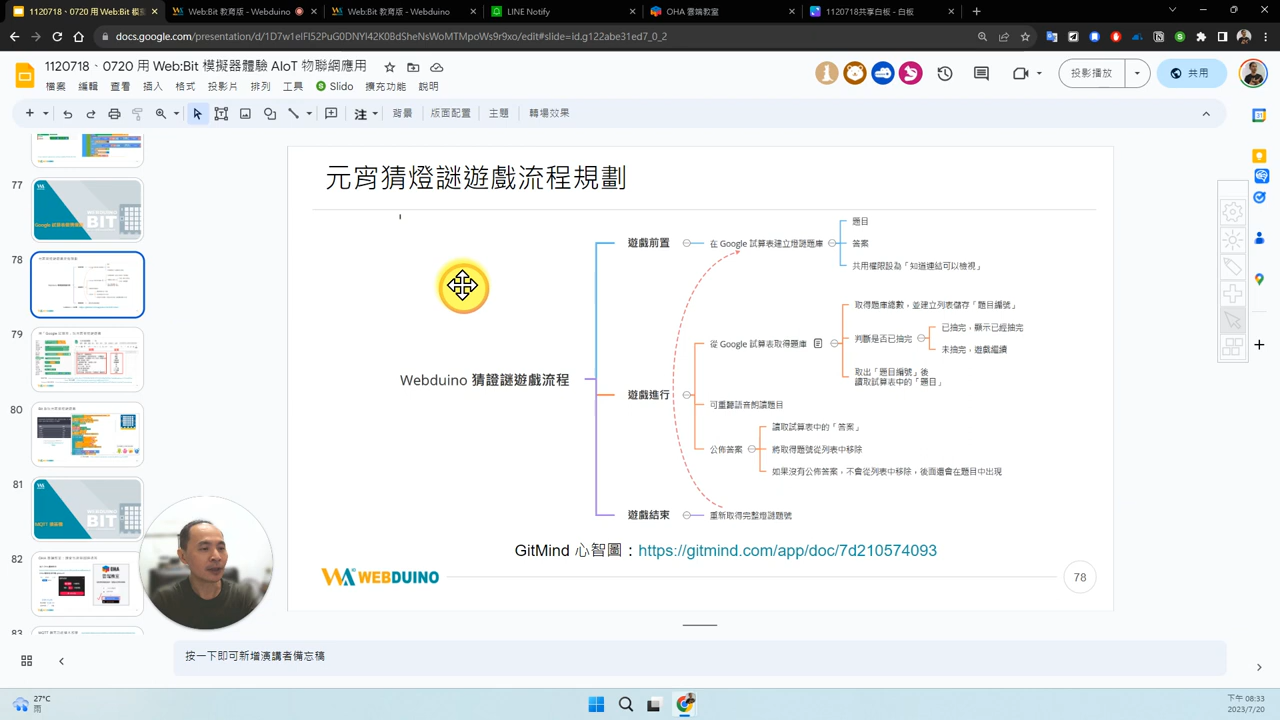 1120718、0720 用 Web:Bit 模
Web:Bit 教育版 - Webduino
Web:Bit 教育版 - Webduino
LINE Notify
OHA 雲端教室
1120718共享白板 - 白板
docs.google.com/presentation/d/1D7w1elFI52PuG0DNYI42K0BdSheNsWoMTMpoWs9r9xo/edit#slide=id.g122abe31ed7_0_2
1120718、0720 用 Web:Bit 模擬器體驗 AIoT 物聯網應用
檔案 編輯 查看 插入 格式 投影片 排列 工具 Slido 擴充功能 說明
投影播放
共用
背景 版面配置 主題 轉場效果
77
78
79
80
81
82
83
元宵猜燈謎遊戲流程規劃
Webduino 猜燈謎遊戲流程
遊戲前置
在 Google 試算表建立燈謎題庫
題目
答案
共用權限設為「知道連結可以檢視」
遊戲進行
從 Google 試算表取得題庫
取得題庫總數，並建立列表儲存「題目編號」
判斷是否已抽完
已抽完，顯示已經抽完
未抽完，遊戲繼續
取出「題目編號」後
讀取試算表中的「題目」
可重聽語音朗讀題目
公佈答案
讀取試算表中的「答案」
將取得題號從列表中移除
如果沒有公佈答案，不會從列表中移除，後面還會在題目中出現
遊戲結束
重新取得完整燈謎題號
GitMind 心智圖：https://gitmind.com/app/doc/7d210574093
WEBDUINO
78
按一下即可新增演講者備忘稿
27°C
雨
下午 08:33
2023/7/20